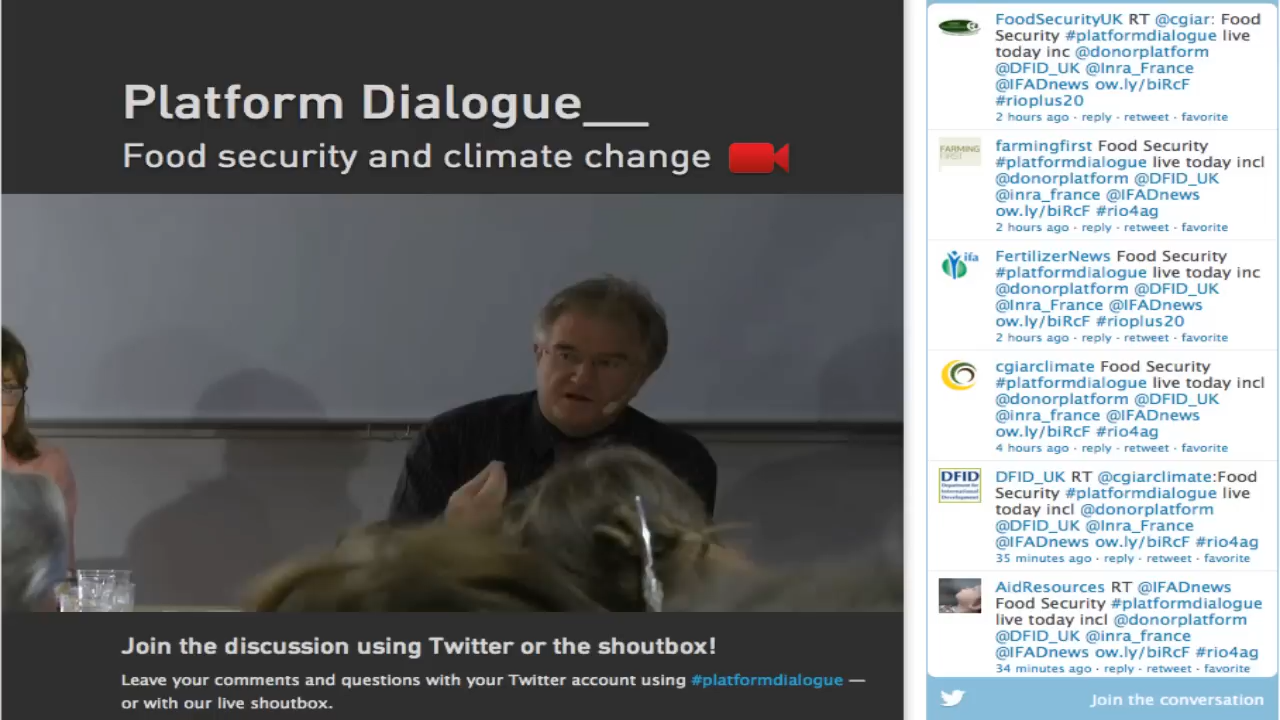 Platform Dialogue__
Food security and climate change
Join the discussion using Twitter or the shoutbox!
Leave your comments and questions with your Twitter account using #platformdialogue —
or with our live shoutbox.
FoodSecurityUK RT @cgiar: Food
Security #platformdialogue live
today inc @donorplatform
@DFID_UK @Inra_France
@IFADnews ow.ly/biRcF
#rioplus20
2 hours ago · reply · retweet · favorite
FARMING
FIRST
farmingfirst Food Security
#platformdialogue live today incl
@donorplatform @DFID_UK
@inra_france @IFADnews
ow.ly/biRcF #rio4ag
2 hours ago · reply · retweet · favorite
ifa
FertilizerNews Food Security
#platformdialogue live today inc
@donorplatform @DFID_UK
@Inra_France @IFADnews
ow.ly/biRcF #rioplus20
2 hours ago · reply · retweet · favorite
cgiarclimate Food Security
#platformdialogue live today incl
@donorplatform @DFID_UK
@inra_france @IFADnews
ow.ly/biRcF #rio4ag
4 hours ago · reply · retweet · favorite
DFID
Department for
International
Development
DFID_UK RT @cgiarclimate:Food
Security #platformdialogue live
today incl @donorplatform
@DFID_UK @Inra_France
@IFADnews ow.ly/biRcF #rio4ag
35 minutes ago · reply · retweet · favorite
AidResources RT @IFADnews
Food Security #platformdialogue
live today incl @donorplatform
@DFID_UK @inra_france
@IFADnews ow.ly/biRcF #rio4ag
34 minutes ago · reply · retweet · favorite
Join the conversation